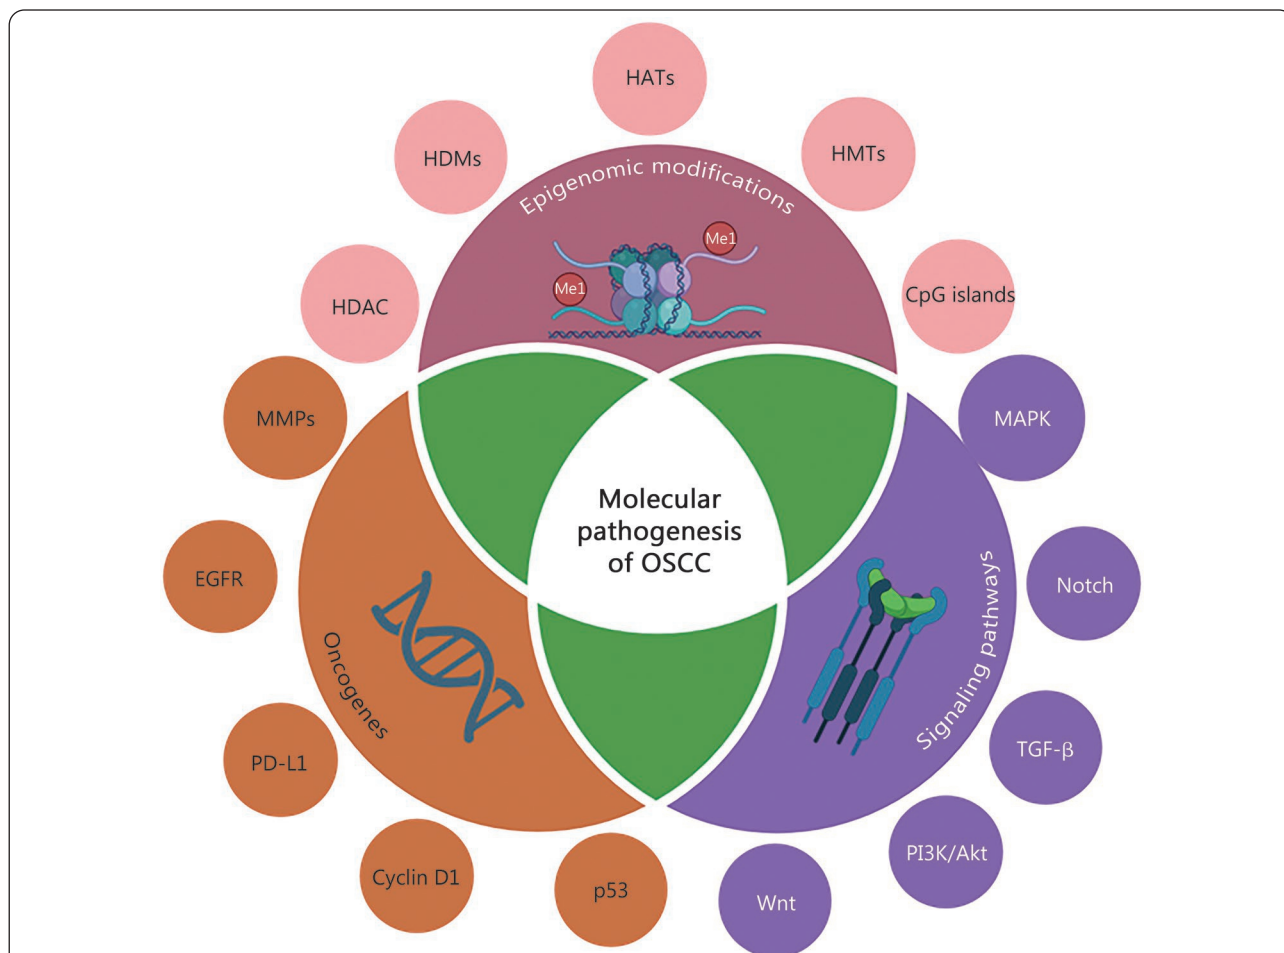 HATs
HDMs
HMTs
Epigenomic modifications
Me1
Me1
HDAC
CpG islands
MMPs
MAPK
Molecular
pathogenesis
of OSCC
EGFR
Notch
Oncogenes
Signaling pathways
PD-L1
TGF-β
Cyclin D1
p53
Wnt
PI3K/Akt